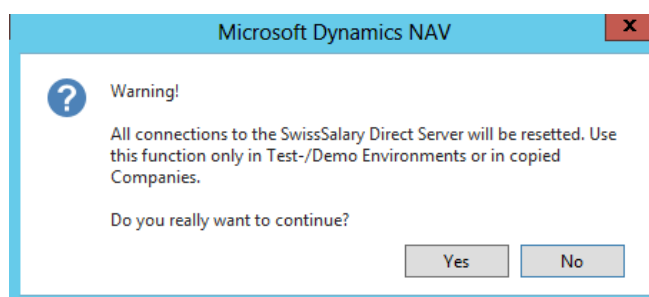 Microsoft Dynamics NAV
x
?
Warning!
All connections to the SwissSalary Direct Server will be resetted. Use
this function only in Test-/Demo Environments or in copied
Companies.
Do you really want to continue?
Yes No